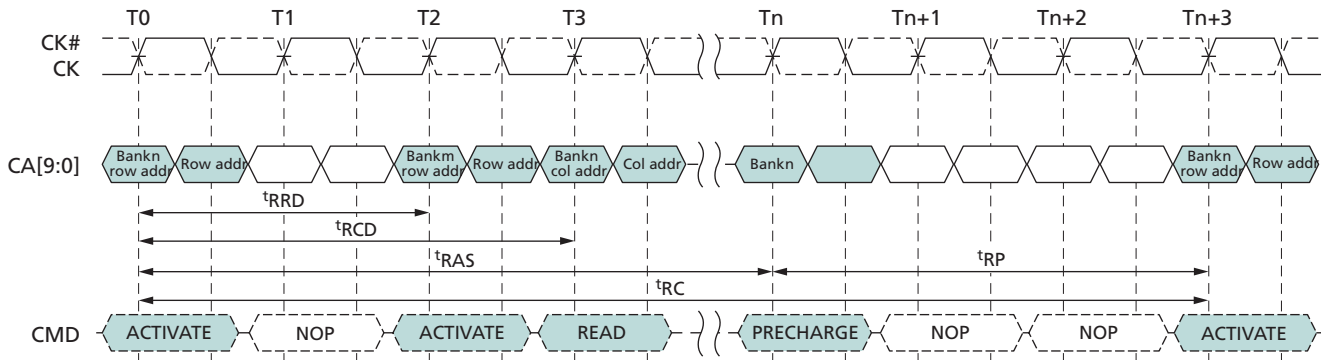 T0 T1 T2 T3 Tn Tn+1 Tn+2 Tn+3
CK#
CK
CA[9:0]
Bankn row addr Row addr Bankm row addr Row addr Bankn col addr Col addr Bankn Bankn row addr Row addr
tRRD
tRCD
tRAS tRP
tRC
CMD ACTIVATE NOP ACTIVATE READ PRECHARGE NOP NOP ACTIVATE